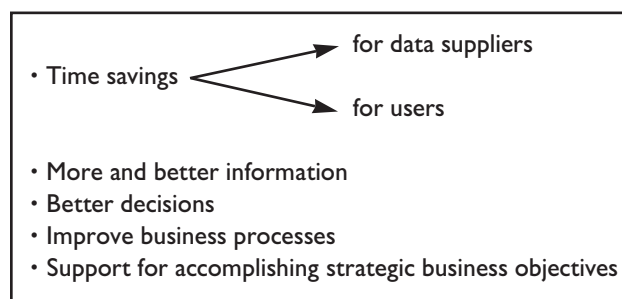 for data suppliers
• Time savings
for users
• More and better information
• Better decisions
• Improve business processes
• Support for accomplishing strategic business objectives